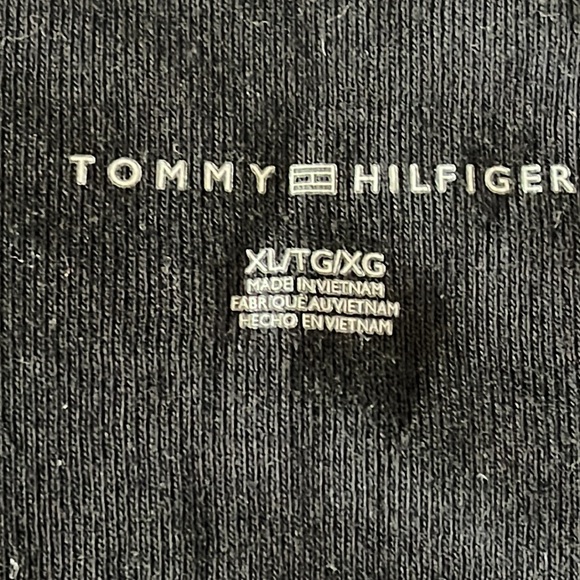 TOMMY HILFIGER
XL/TG/XG
MADE IN VIETNAM
FABRIQUÉ AU VIETNAM
HECHO EN VIETNAM